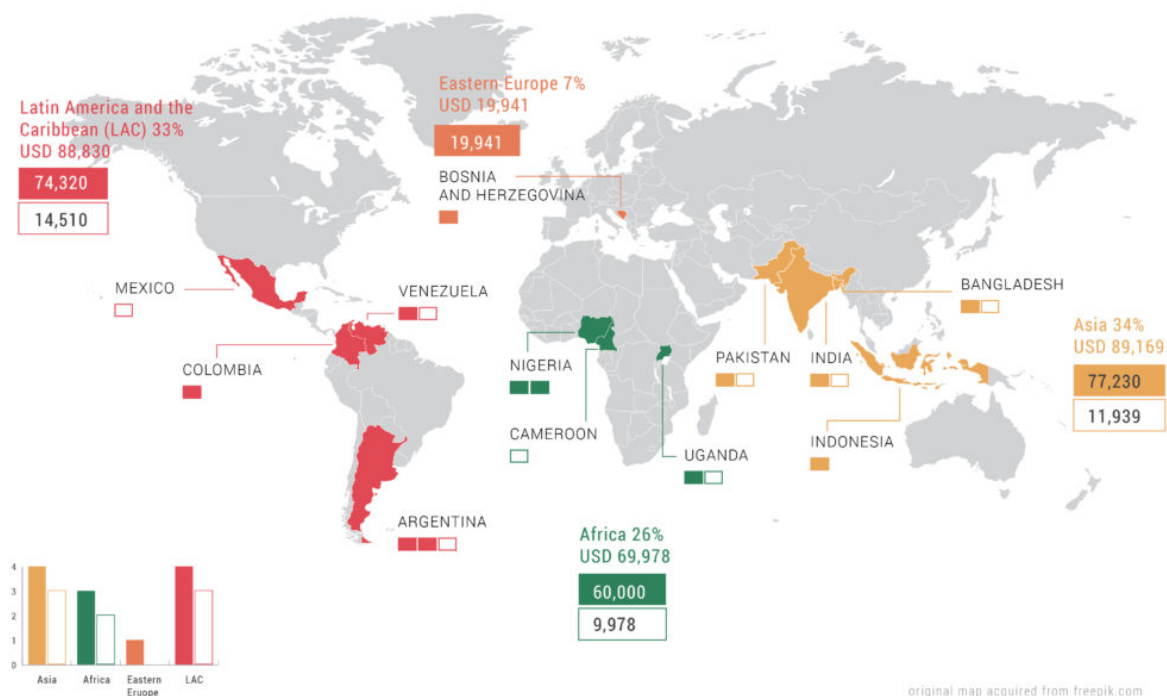 Eastern Europe 7%
USD 19,941
19,941
Latin America and the
Caribbean (LAC) 33%
USD 88,830
74,320
14,510
BOSNIA
AND HERZEGOVINA
MEXICO
VENEZUELA
BANGLADESH
COLOMBIA
NIGERIA
PAKISTAN
INDIA
Asia 34%
USD 89,169
77,230
11,939
CAMEROON
UGANDA
INDONESIA
ARGENTINA
Africa 26%
USD 69,978
60,000
9,978
4
3
2
1
0
Asia
Africa
Eastern
Eruope
LAC
original map acquired from freepik.com